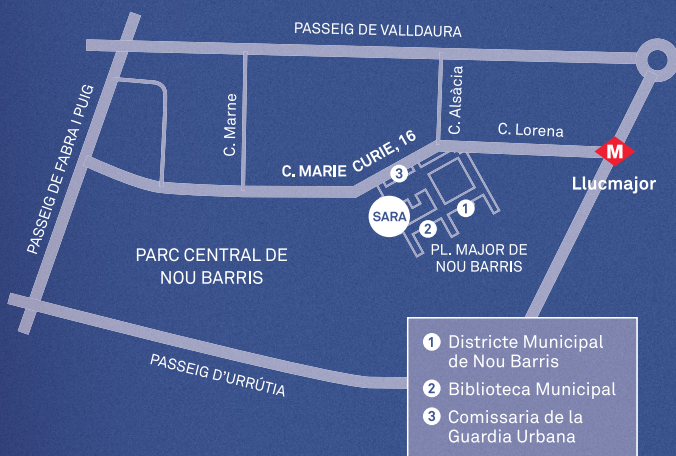 PASSEIG DE VALLDAURA
PASSEIG DE FABRA I PUIG
C. Marne
C. Alsàcia
C. Lorena
C. MARIE CURIE, 16
M
Llucmajor
3
SARA
1
2
PL. MAJOR DE
NOU BARRIS
PARC CENTRAL DE
NOU BARRIS
PASSEIG D'URRÚTIA
1 Districte Municipal
de Nou Barris
2 Biblioteca Municipal
3 Comissaria de la
Guardia Urbana